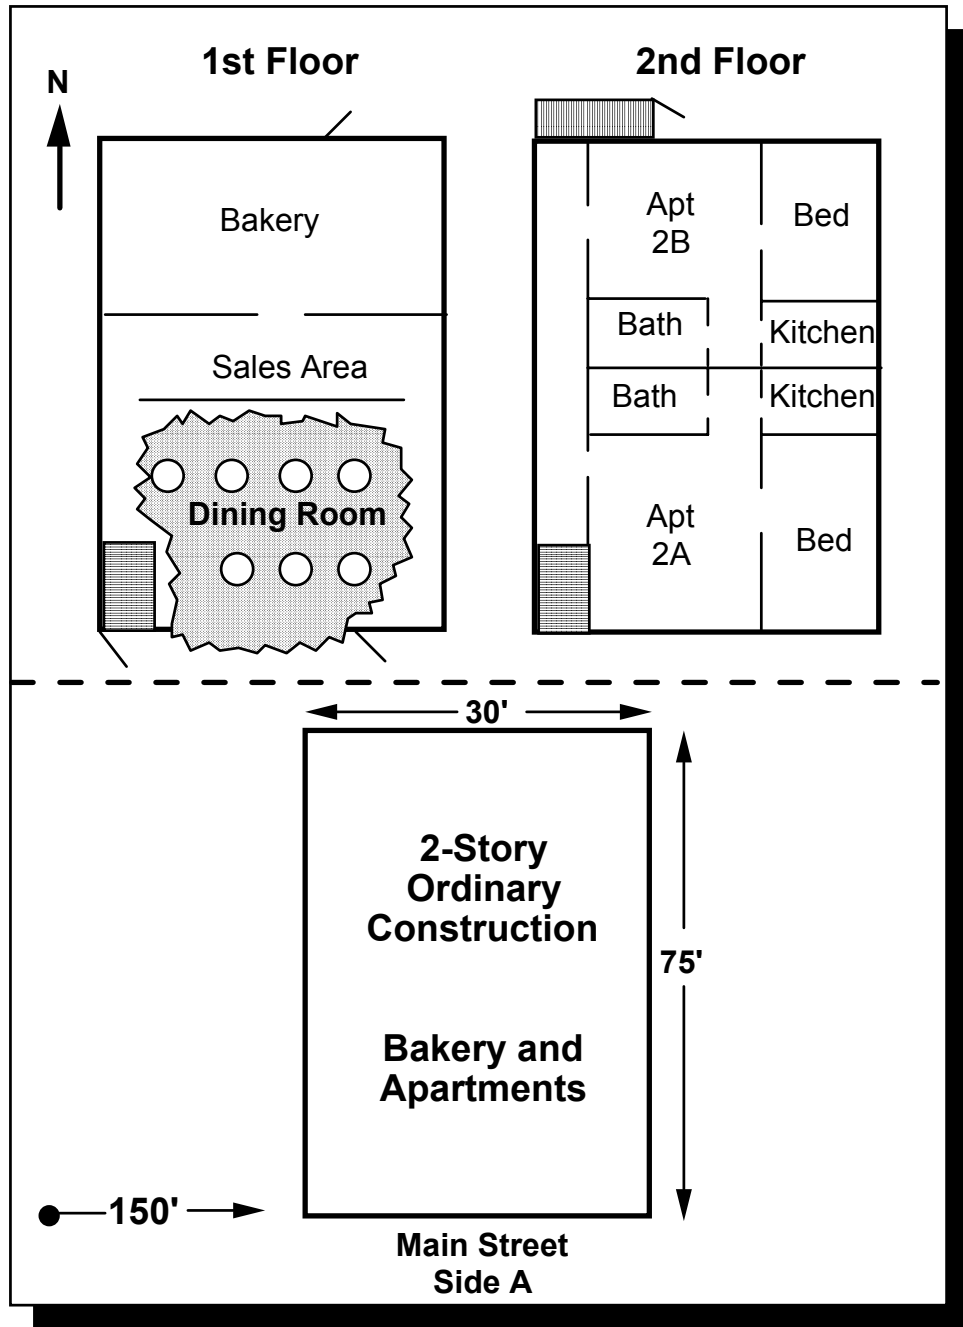 1st Floor
2nd Floor
N
Bakery
Sales Area
Dining Room
Apt
2B
Bed
Bath
Kitchen
Bath
Kitchen
Apt
2A
Bed
30'
2-Story
Ordinary
Construction
75'
Bakery and
Apartments
150'
Main Street
Side A